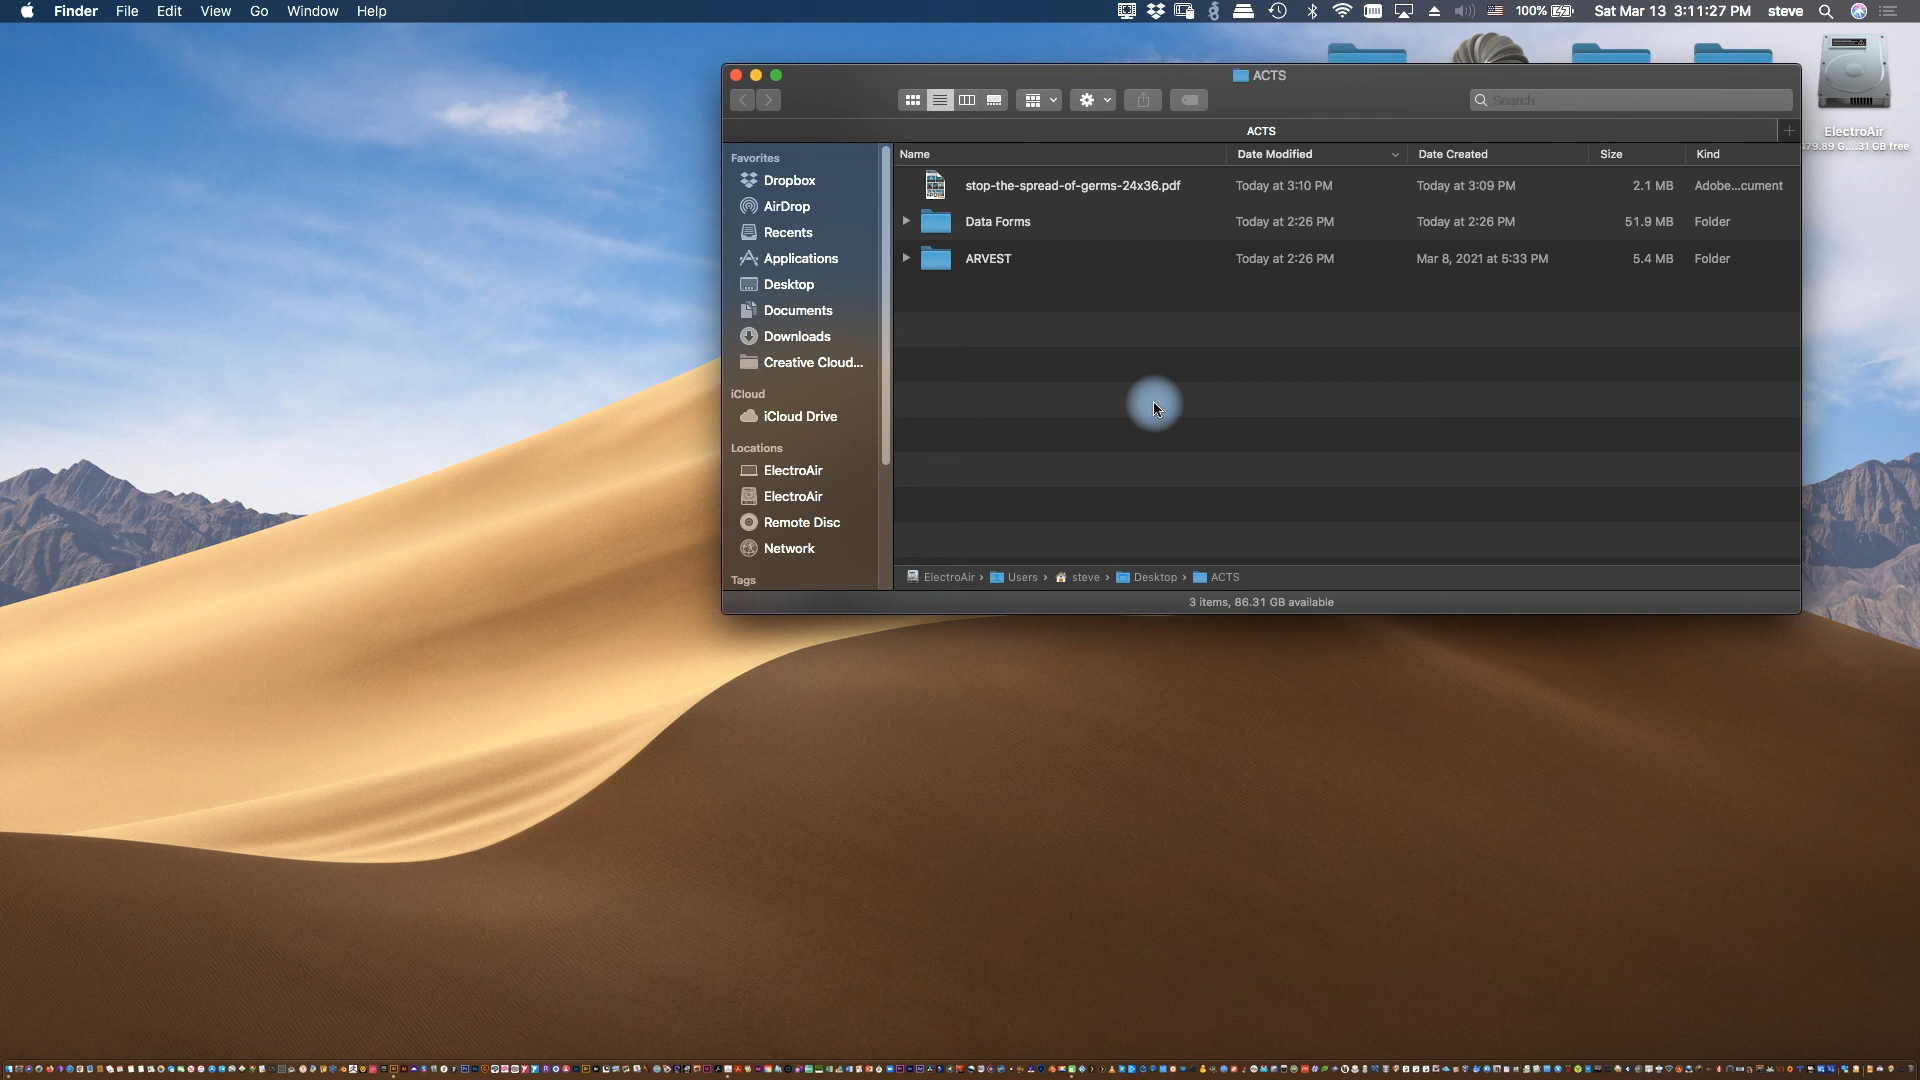 Finder File Edit View Go Window Help 100% Sat Mar 13 3:11:27 PM steve
ACTS
Search
ACTS
ElectroAir
Favorites
Dropbox
AirDrop
Recents
Applications
Desktop
Documents
Downloads
Creative Cloud...
iCloud
iCloud Drive
Locations
ElectroAir
ElectroAir
Remote Disc
Network
Tags
Name Date Modified Date Created Size Kind
stop-the-spread-of-germs-24x36.pdf Today at 3:10 PM Today at 3:09 PM 2.1 MB Adobe...cument
Data Forms Today at 2:26 PM Today at 2:26 PM 51.9 MB Folder
ARVEST Today at 2:26 PM Mar 8, 2021 at 5:33 PM 5.4 MB Folder
ElectroAir › Users › steve › Desktop › ACTS
3 items, 86.31 GB available